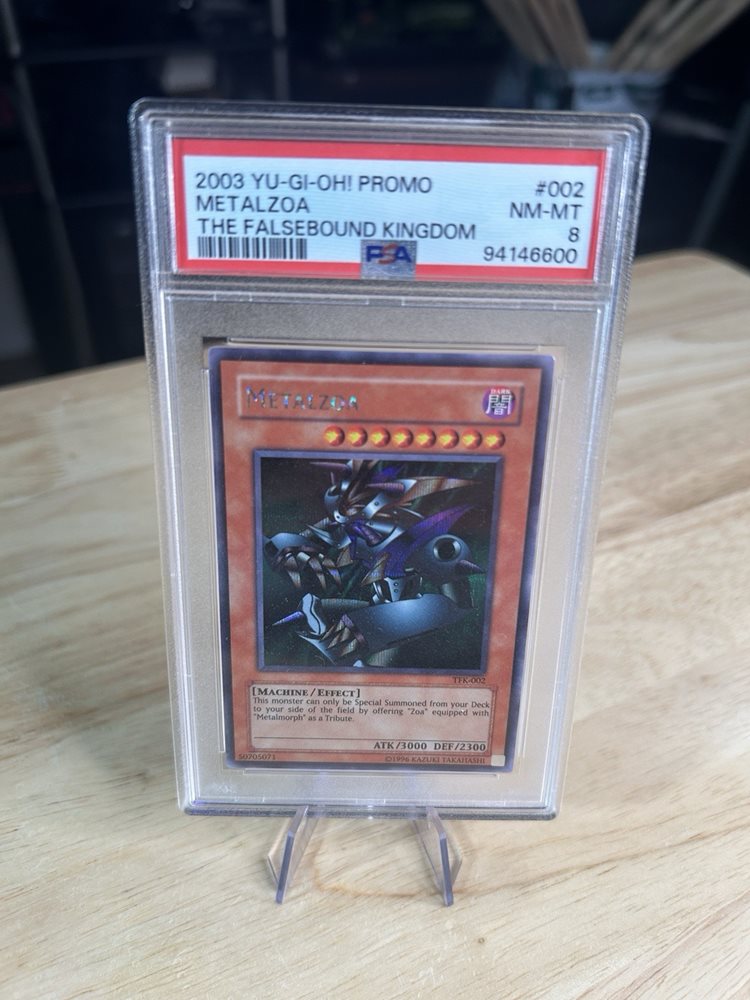 2003 YU-GI-OH! PROMO #002
METALZOA NM-MT
THE FALSEBOUND KINGDOM 8
PSA 94146600
METALZOA
DARK
闇
TFK-002
[MACHINE/EFFECT]
This monster can only be Special Summoned from your Deck
to your side of the field by offering "Zoa" equipped with
"Metalmorph" as a Tribute.
ATK/3000 DEF/2300
50705071 ©1996 KAZUKI TAKAHASHI